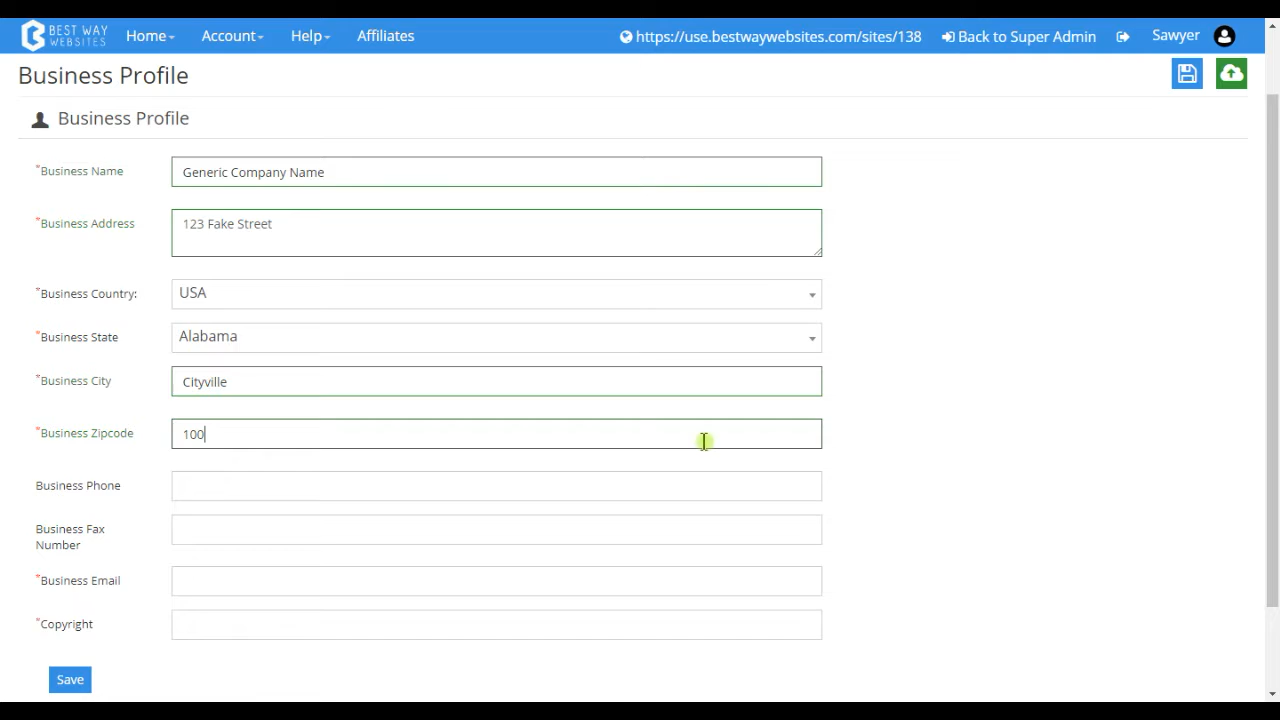 BEST WAY
WEBSITES
Home Account Help Affiliates https://use.bestwaywebsites.com/sites/138 Back to Super Admin Sawyer
Business Profile
Business Profile
*Business Name Generic Company Name
*Business Address 123 Fake Street
*Business Country: USA
*Business State Alabama
*Business City Cityville
*Business Zipcode 100
Business Phone
Business Fax
Number
*Business Email
*Copyright
Save